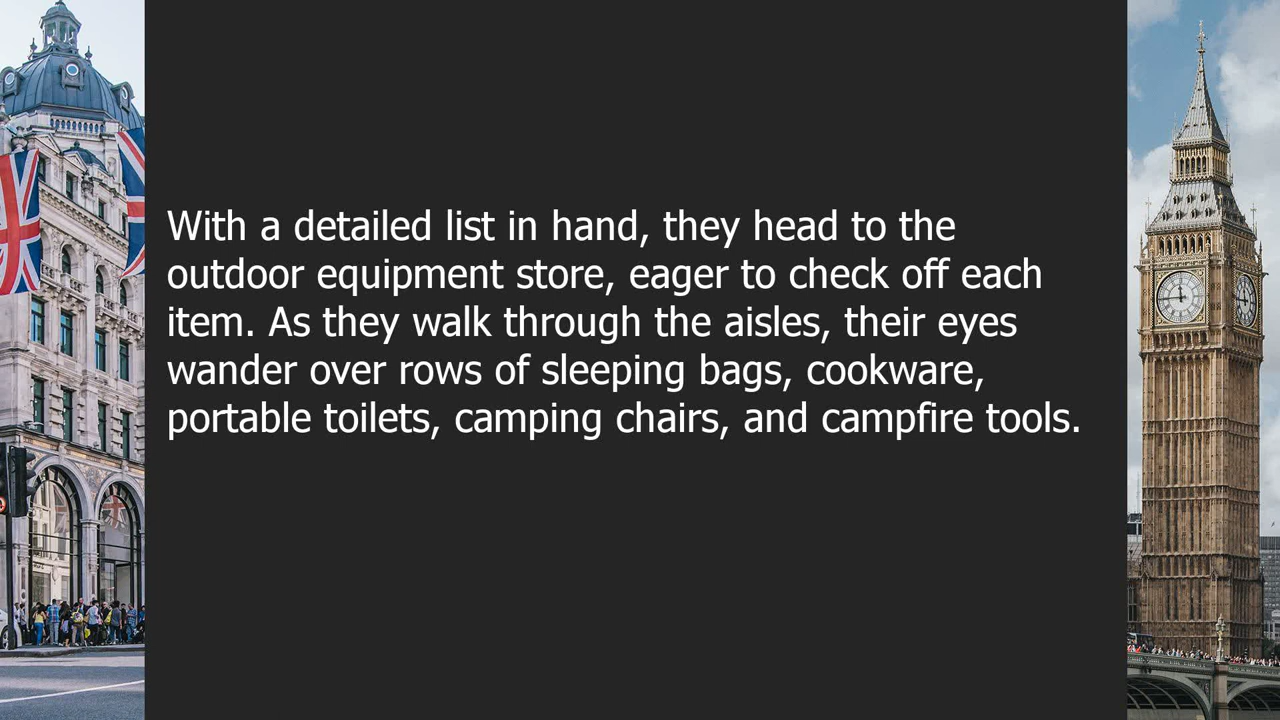 With a detailed list in hand, they head to the
outdoor equipment store, eager to check off each
item. As they walk through the aisles, their eyes
wander over rows of sleeping bags, cookware,
portable toilets, camping chairs, and campfire tools.